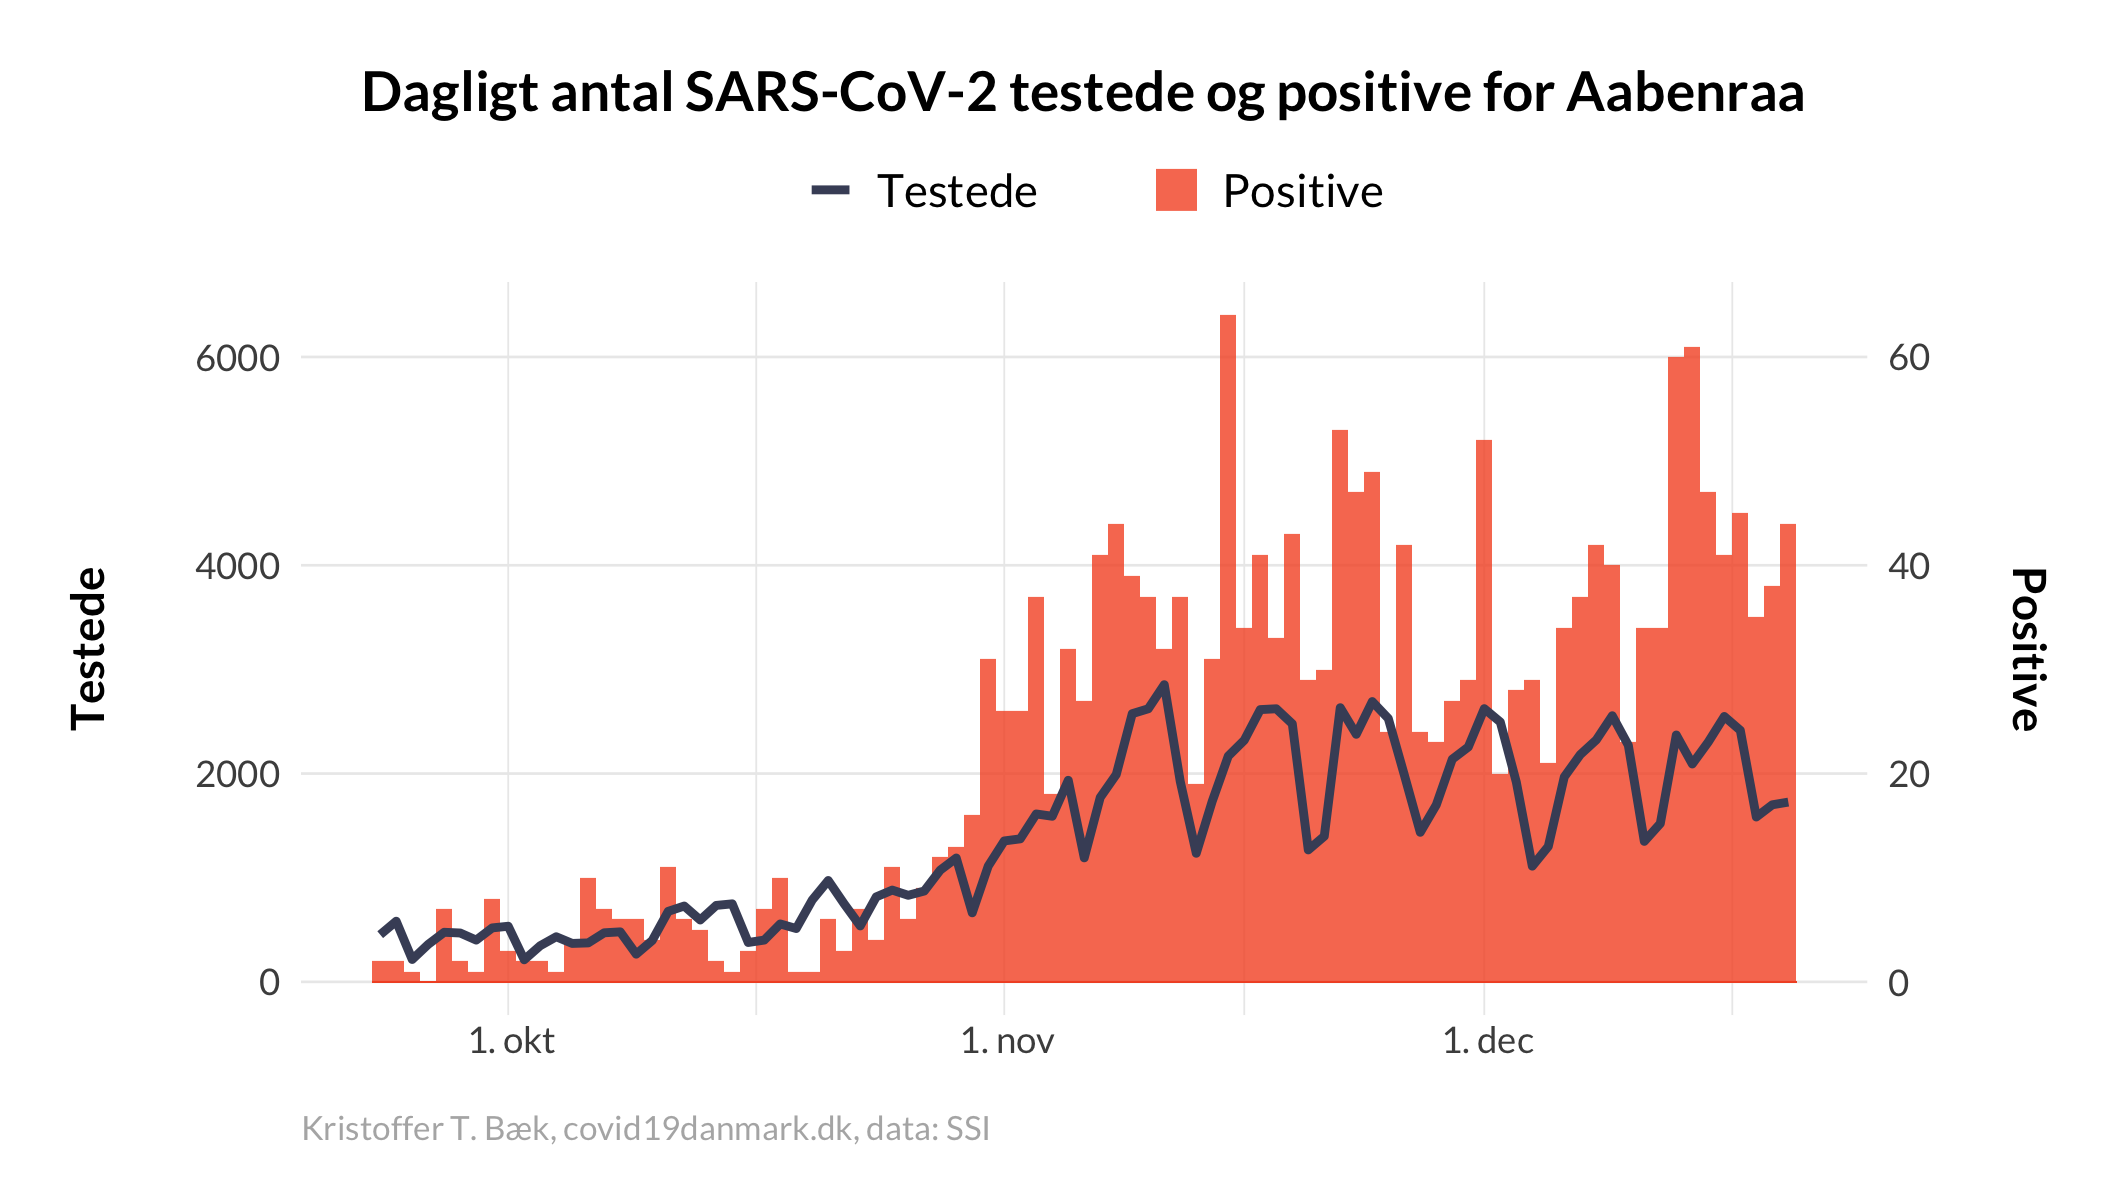 Dagligt antal SARS-CoV-2 testede og positive for Aabenraa
Testede
Positive
6000
4000
2000
0
Testede
60
40
20
0
Positive
1. okt
1. nov
1. dec
Kristoffer T. Bæk, covid19danmark.dk, data: SSI